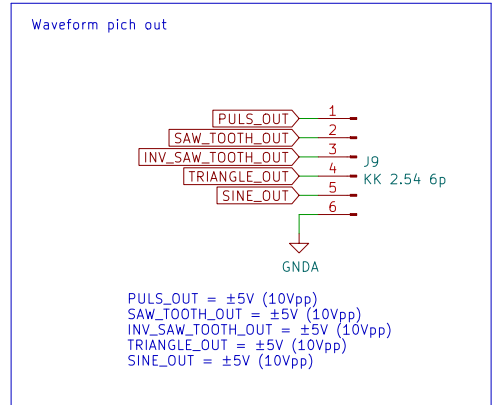 Waveform pich out
PULS_OUT 1
SAW_TOOTH_OUT 2
INV_SAW_TOOTH_OUT 3
J9
TRIANGLE_OUT 4
KK 2.54 6p
SINE_OUT 5
6
GNDA
PULS_OUT = ±5V (10Vpp)
SAW_TOOTH_OUT = ±5V (10Vpp)
INV_SAW_TOOTH_OUT = ±5V (10Vpp)
TRIANGLE_OUT = ±5V (10Vpp)
SINE_OUT = ±5V (10Vpp)